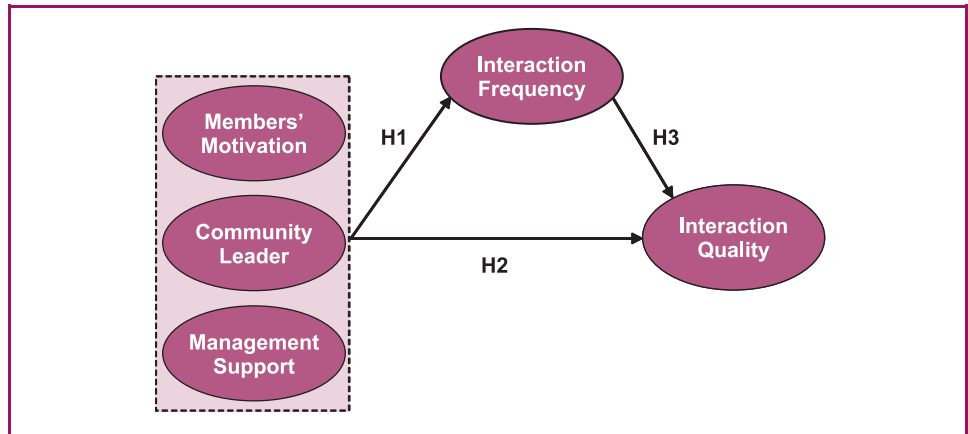 Interaction
Frequency
Members’
Motivation
H1
H3
Community
Leader
Interaction
Quality
H2
Management
Support